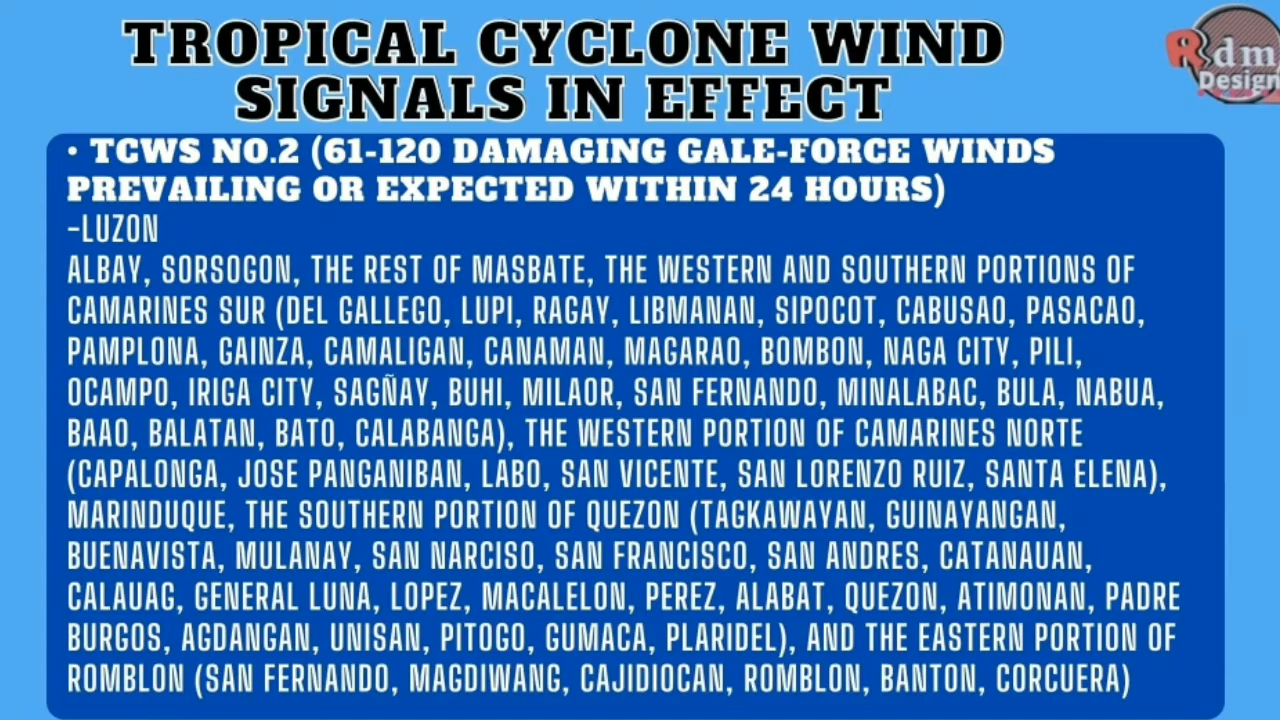 TROPICAL CYCLONE WIND
SIGNALS IN EFFECT
Rdm
Design
• TCWS NO.2 (61-120 DAMAGING GALE-FORCE WINDS
PREVAILING OR EXPECTED WITHIN 24 HOURS)
-LUZON
ALBAY, SORSOGON, THE REST OF MASBATE, THE WESTERN AND SOUTHERN PORTIONS OF
CAMARINES SUR (DEL GALLEGO, LUPI, RAGAY, LIBMANAN, SIPOCOT, CABUSAO, PASACAO,
PAMPLONA, GAINZA, CAMALIGAN, CANAMAN, MAGARAO, BOMBON, NAGA CITY, PILI,
OCAMPO, IRIGA CITY, SAGÑAY, BUHI, MILAOR, SAN FERNANDO, MINALABAC, BULA, NABUA,
BAAO, BALATAN, BATO, CALABANGA), THE WESTERN PORTION OF CAMARINES NORTE
(CAPALONGA, JOSE PANGANIBAN, LABO, SAN VICENTE, SAN LORENZO RUIZ, SANTA ELENA),
MARINDUQUE, THE SOUTHERN PORTION OF QUEZON (TAGKAWAYAN, GUINAYANGAN,
BUENAVISTA, MULANAY, SAN NARCISO, SAN FRANCISCO, SAN ANDRES, CATANAUAN,
CALAUAG, GENERAL LUNA, LOPEZ, MACALELON, PEREZ, ALABAT, QUEZON, ATIMONAN, PADRE
BURGOS, AGDANGAN, UNISAN, PITOGO, GUMACA, PLARIDEL), AND THE EASTERN PORTION OF
ROMBLON (SAN FERNANDO, MAGDIWANG, CAJIDIOCAN, ROMBLON, BANTON, CORCUERA)